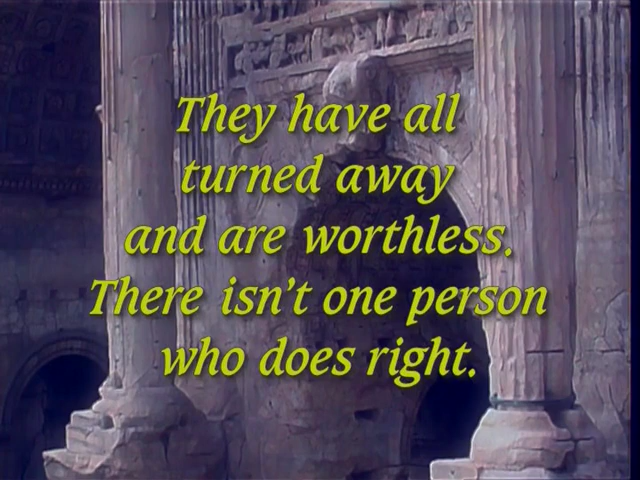 They have all
turned away
and are worthless.
There isn't one person
who does right.